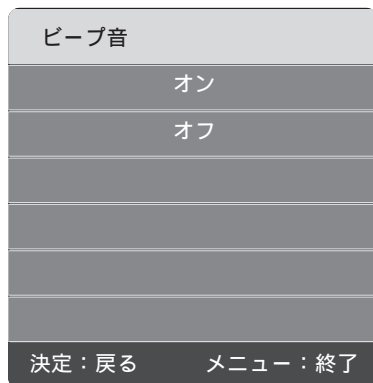 ビープ音
オン
オフ
決定：戻る　　メニュー：終了